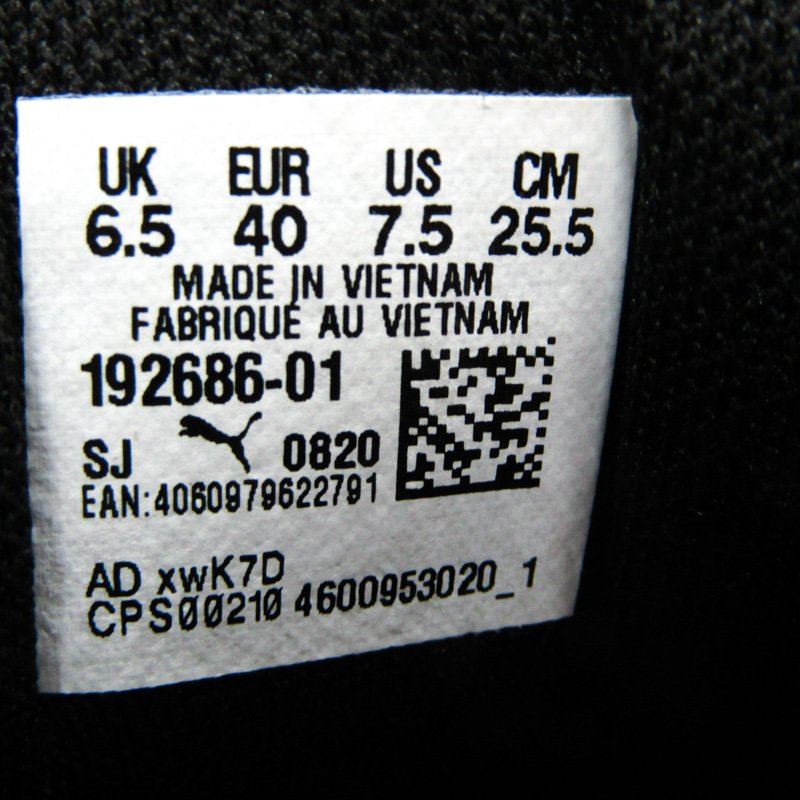 UK EUR US CM
6.5 40 7.5 25.5
MADE IN VIETNAM
FABRIQUÉ AU VIETNAM
192686-01
SJ 0820
EAN:4060979622791
AD xwK7D
CPS00210 4600953020_1